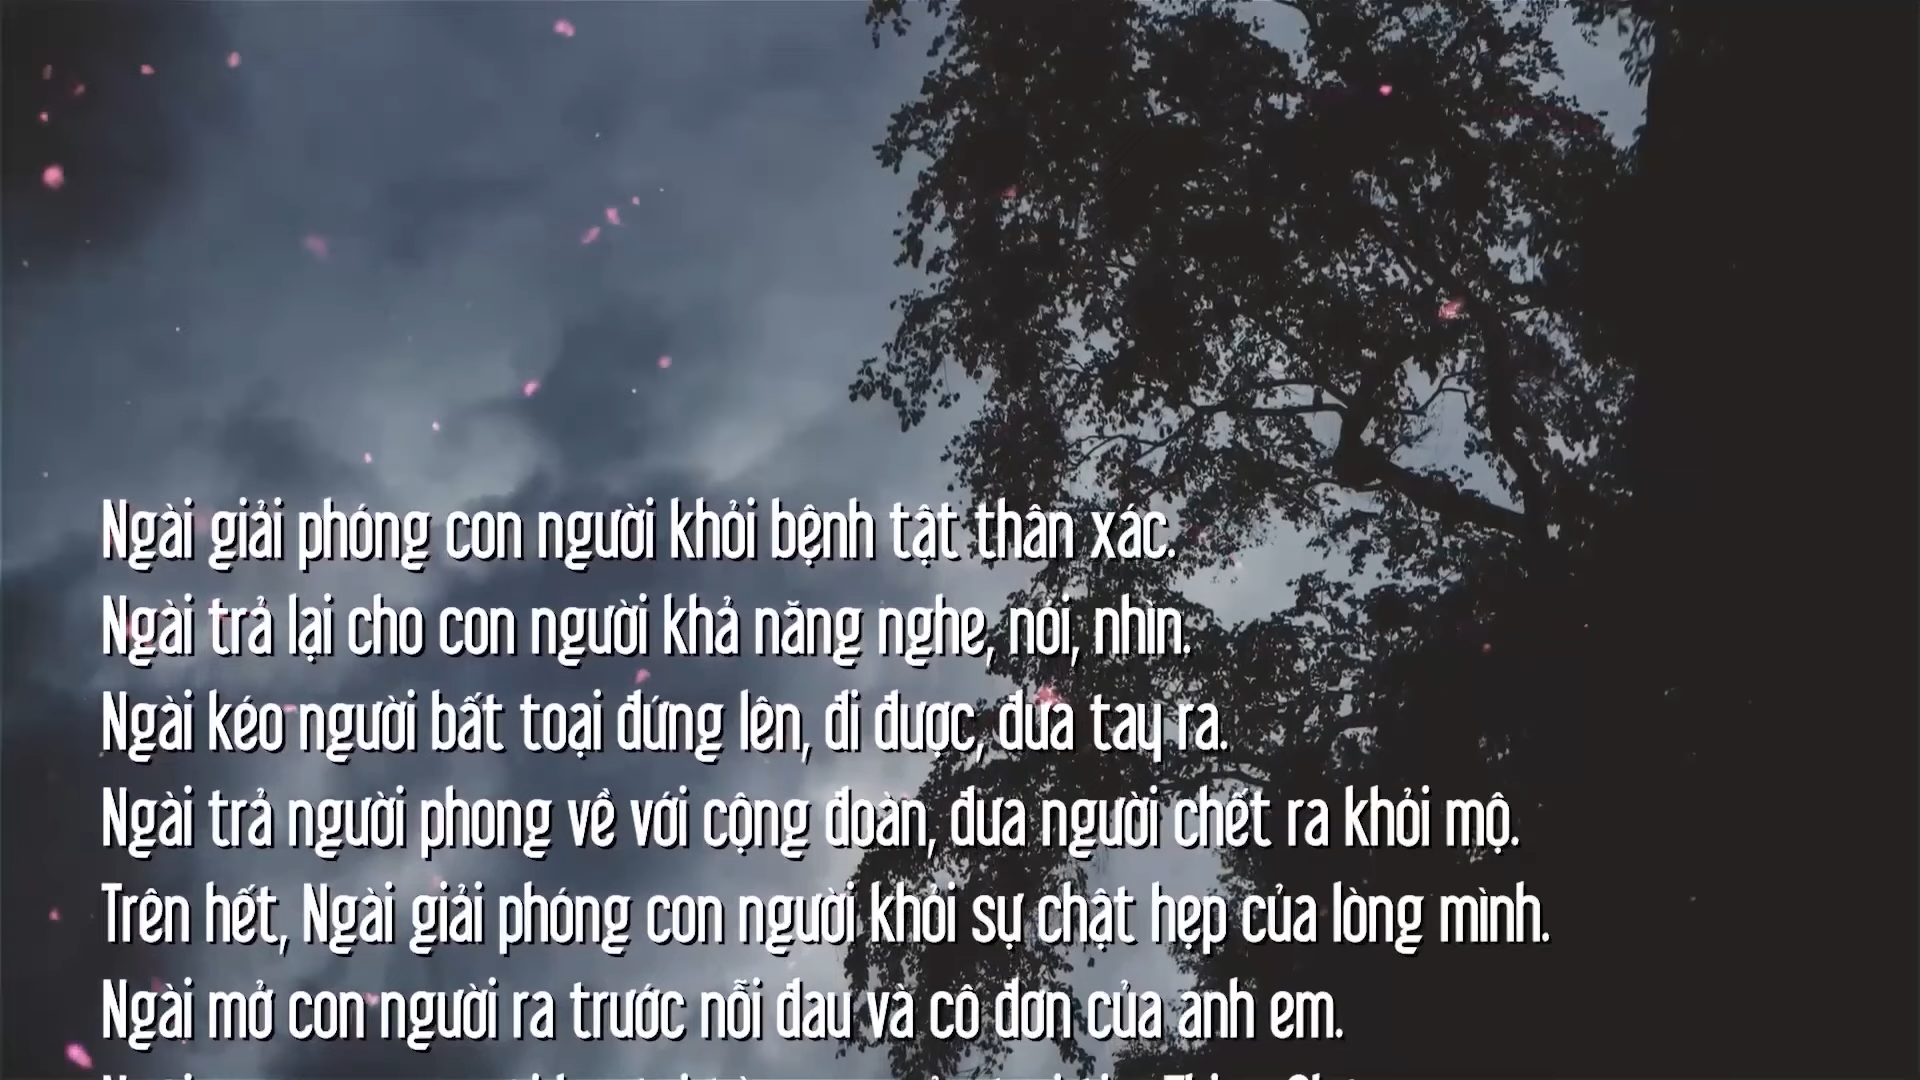 Ngài giải phóng con người khỏi bệnh tật thân xác.
Ngài trả lại cho con người khả năng nghe, nói, nhìn.
Ngài kéo người bất toại đứng lên, đi được, đưa tay ra.
Ngài trả người phong về với cộng đoàn, đưa người chết ra khỏi mộ.
Trên hết, Ngài giải phóng con người khỏi sự chật hẹp của lòng mình.
Ngài mở con người ra trước nỗi đau và cô đơn của anh em.